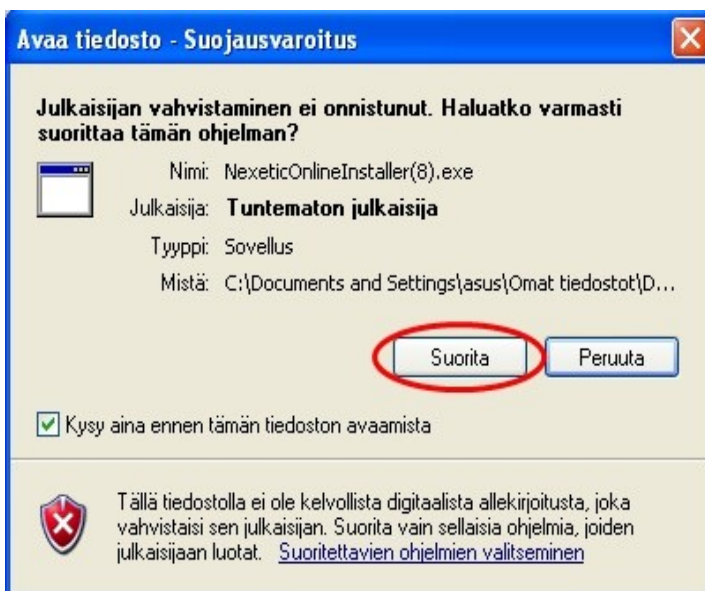 Avaa tiedosto - Suojausvaroitus
Julkaisijan vahvistaminen ei onnistunut. Haluatko varmasti
suorittaa tämän ohjelman?
Nimi: NexeticOnlineInstaller(8).exe
Julkaisija: Tuntematon julkaisija
Tyyppi: Sovellus
Mistä: C:\Documents and Settings\asus\Omat tiedostot\D...
Suorita Peruuta
Kysy aina ennen tämän tiedoston avaamista
Tällä tiedostolla ei ole kelvollista digitaalista allekirjoitusta, joka
vahvistaisi sen julkaisijan. Suorita vain sellaisia ohjelmia, joiden
julkaisijaan luotat. Suoritettavien ohjelmien valitseminen